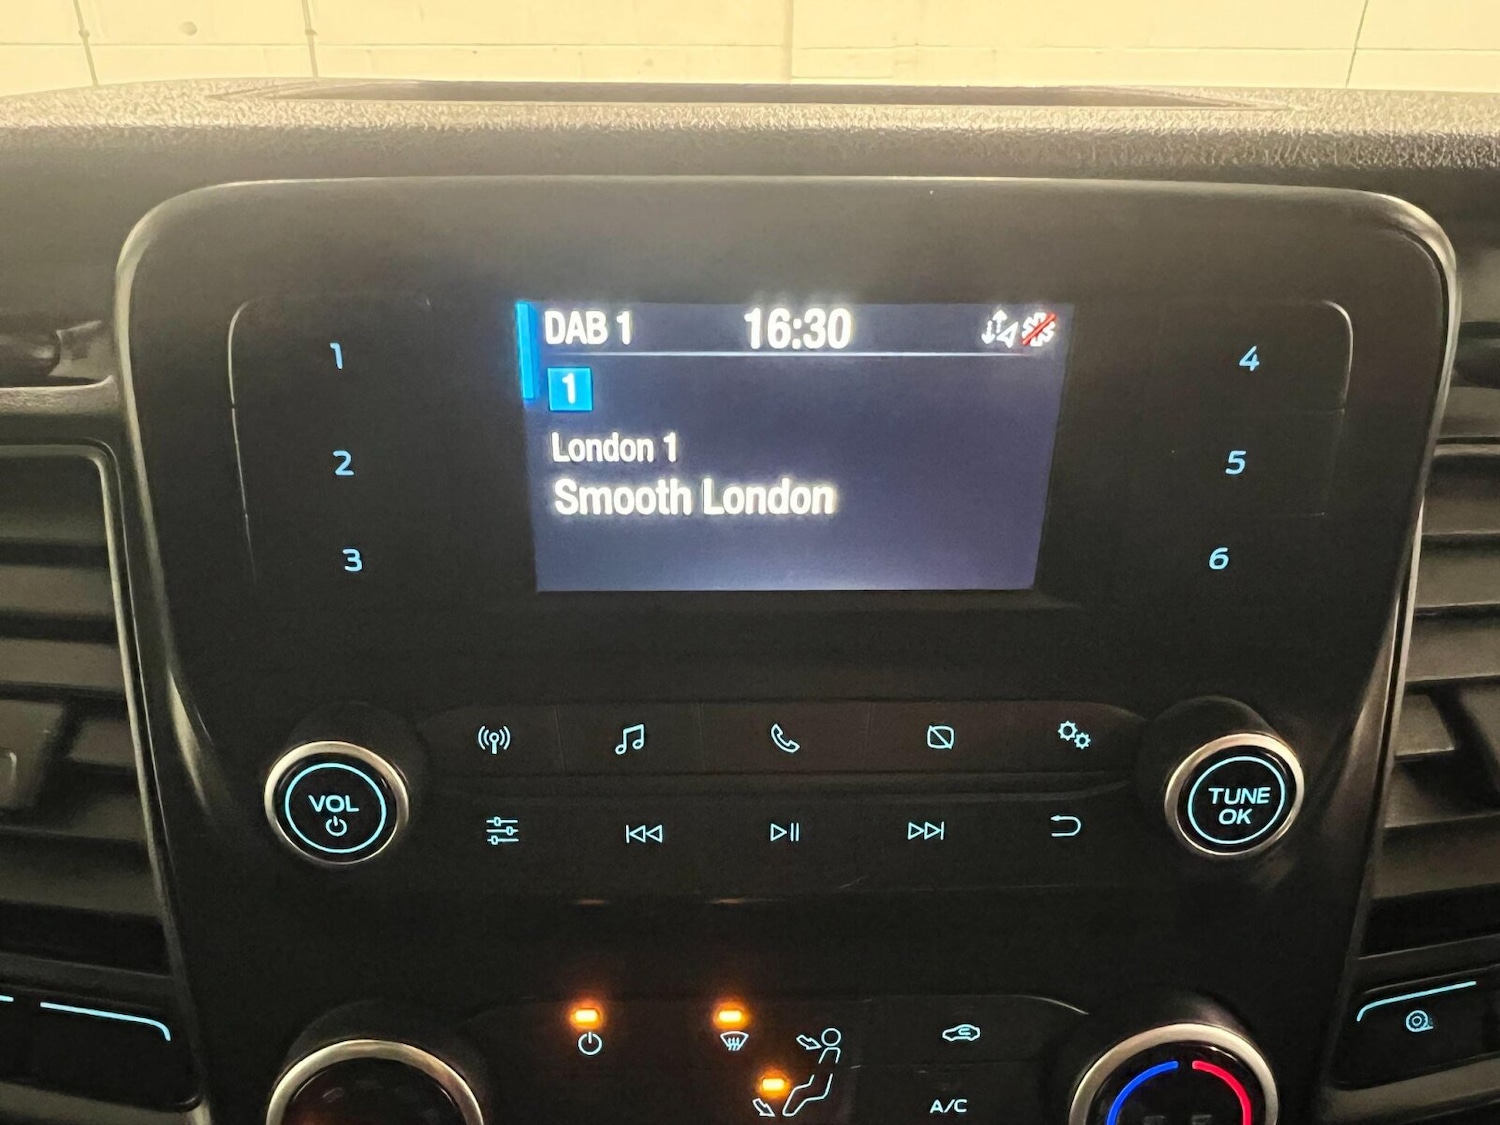 DAB 1 16:30
1
London 1
Smooth London
1
2
3
4
5
6
VOL
TUNE
OK
A/C